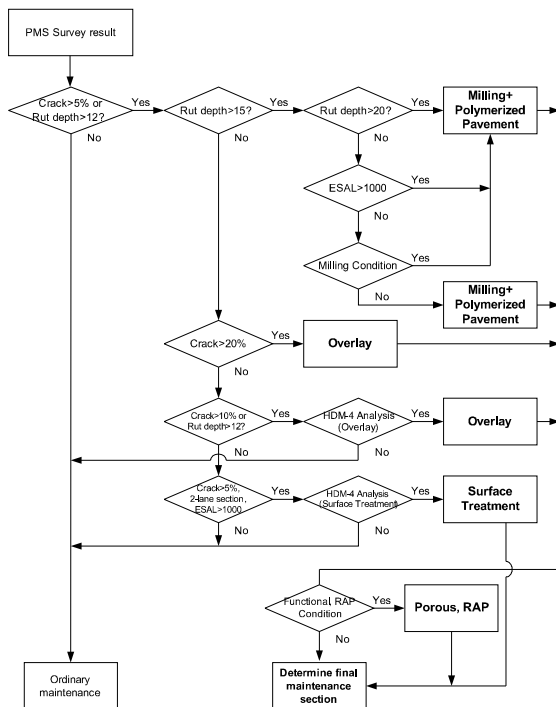 PMS Survey result
Crack>5% or
Rut depth>12?
Yes
No
Rut depth>15?
Yes
No
Rut depth>20?
Yes
No
Milling+
Polymerized
Pavement
ESAL>1000
Yes
No
Milling Condition
Yes
No
Milling+
Polymerized
Pavement
Crack>20%
Yes
No
Overlay
Crack>10% or
Rut depth>12?
Yes
No
HDM-4 Analysis
(Overlay)
Yes
No
Overlay
Crack>5%,
2-lane section,
ESAL>1000
Yes
No
HDM-4 Analysis
(Surface Treatment)
Yes
No
Surface
Treatment
Functional, RAP
Condition
Yes
No
Porous, RAP
Ordinary
maintenance
Determine final
maintenance
section